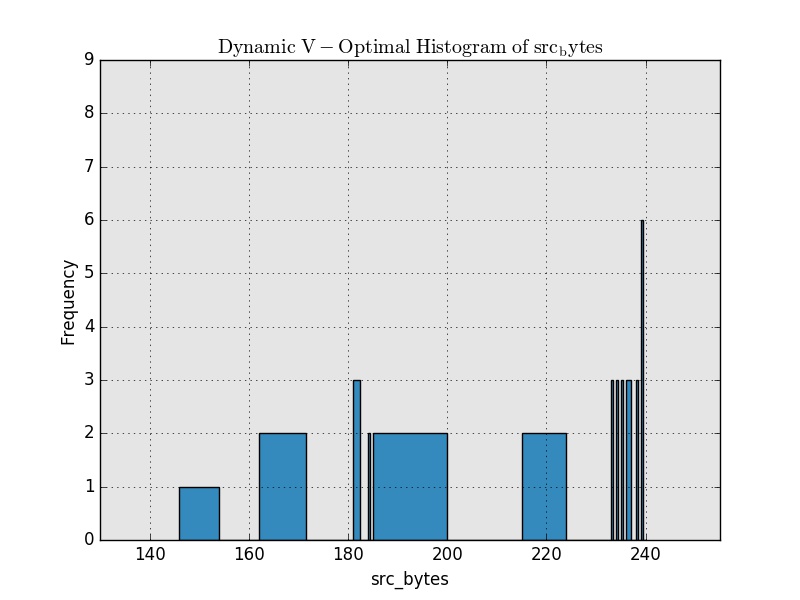 Dynamic V − Optimal Histogram of src_bytes
9
8
7
6
5
4
3
2
1
0
Frequency
140 160 180 200 220 240
src_bytes